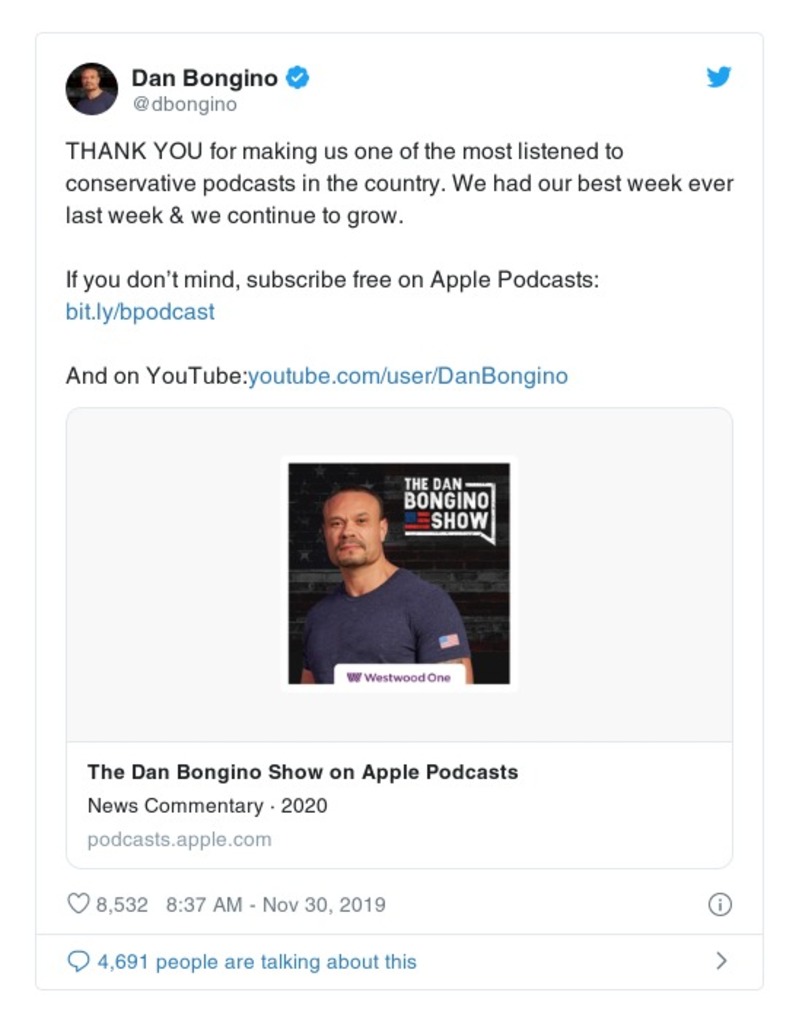 Dan Bongino
@dbongino
THANK YOU for making us one of the most listened to
conservative podcasts in the country. We had our best week ever
last week & we continue to grow.
If you don’t mind, subscribe free on Apple Podcasts:
bit.ly/bpodcast
And on YouTube:youtube.com/user/DanBongino
THE DAN
BONGINO
SHOW
Westwood One
The Dan Bongino Show on Apple Podcasts
News Commentary · 2020
podcasts.apple.com
8,532 8:37 AM - Nov 30, 2019
4,691 people are talking about this